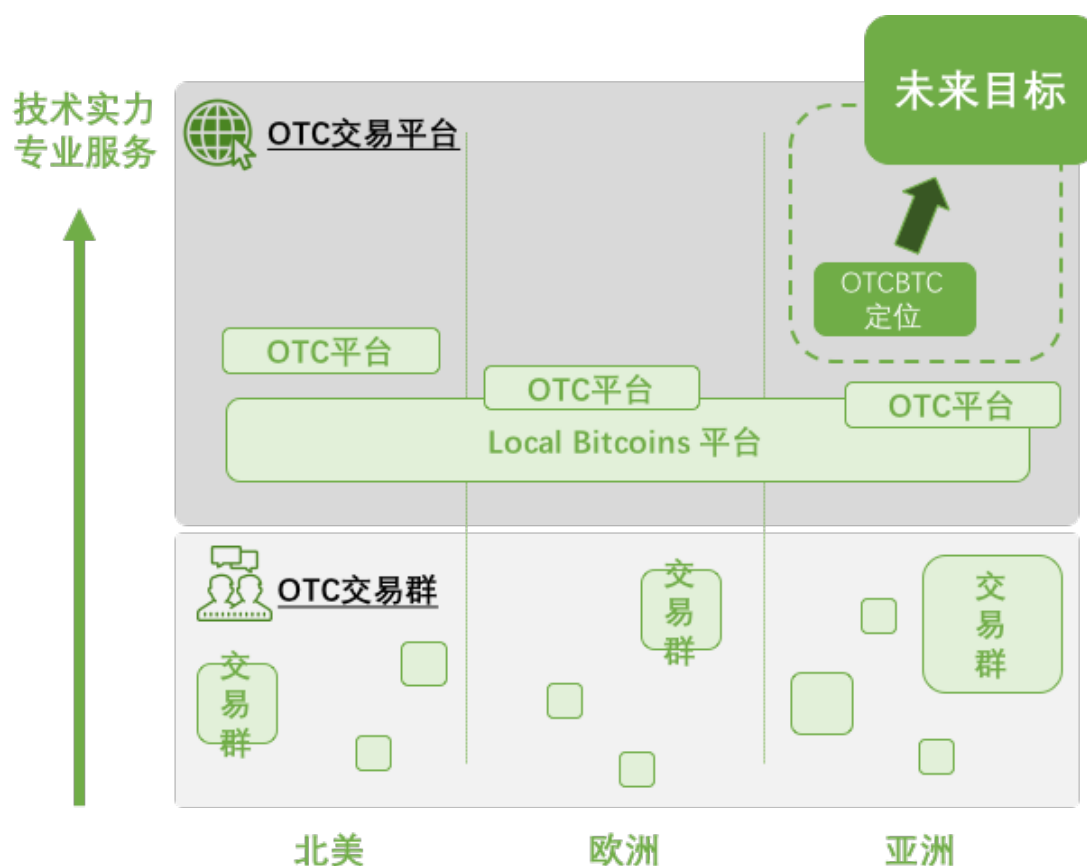 未来目标
技术实力
专业服务
OTC交易平台
OTCBTC
定位
OTC平台
OTC平台
OTC平台
Local Bitcoins 平台
OTC交易群
交
易
群
交
易
群
交
易
群
北美
欧洲
亚洲